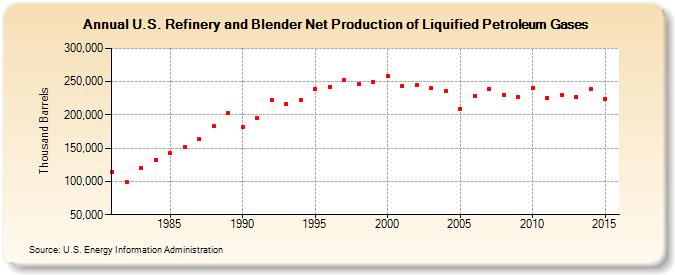 Annual U.S. Refinery and Blender Net Production of Liquified Petroleum Gases
Thousand Barrels
300,000
250,000
200,000
150,000
100,000
50,000
1985 1990 1995 2000 2005 2010 2015
Source: U.S. Energy Information Administration